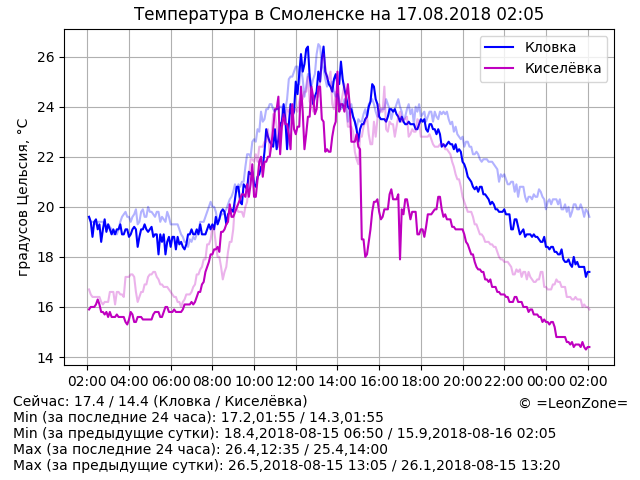 Температура в Смоленске на 17.08.2018 02:05
Кловка
Киселёвка
градусов Цельсия, °C
26
24
22
20
18
16
14
02:00 04:00 06:00 08:00 10:00 12:00 14:00 16:00 18:00 20:00 22:00 00:00 02:00
Сейчас: 17.4 / 14.4 (Кловка / Киселёвка)
© =LeonZone=
Min (за последние 24 часа): 17.2,01:55 / 14.3,01:55
Min (за предыдущие сутки): 18.4,2018-08-15 06:50 / 15.9,2018-08-16 02:05
Max (за последние 24 часа): 26.4,12:35 / 25.4,14:00
Max (за предыдущие сутки): 26.5,2018-08-15 13:05 / 26.1,2018-08-15 13:20